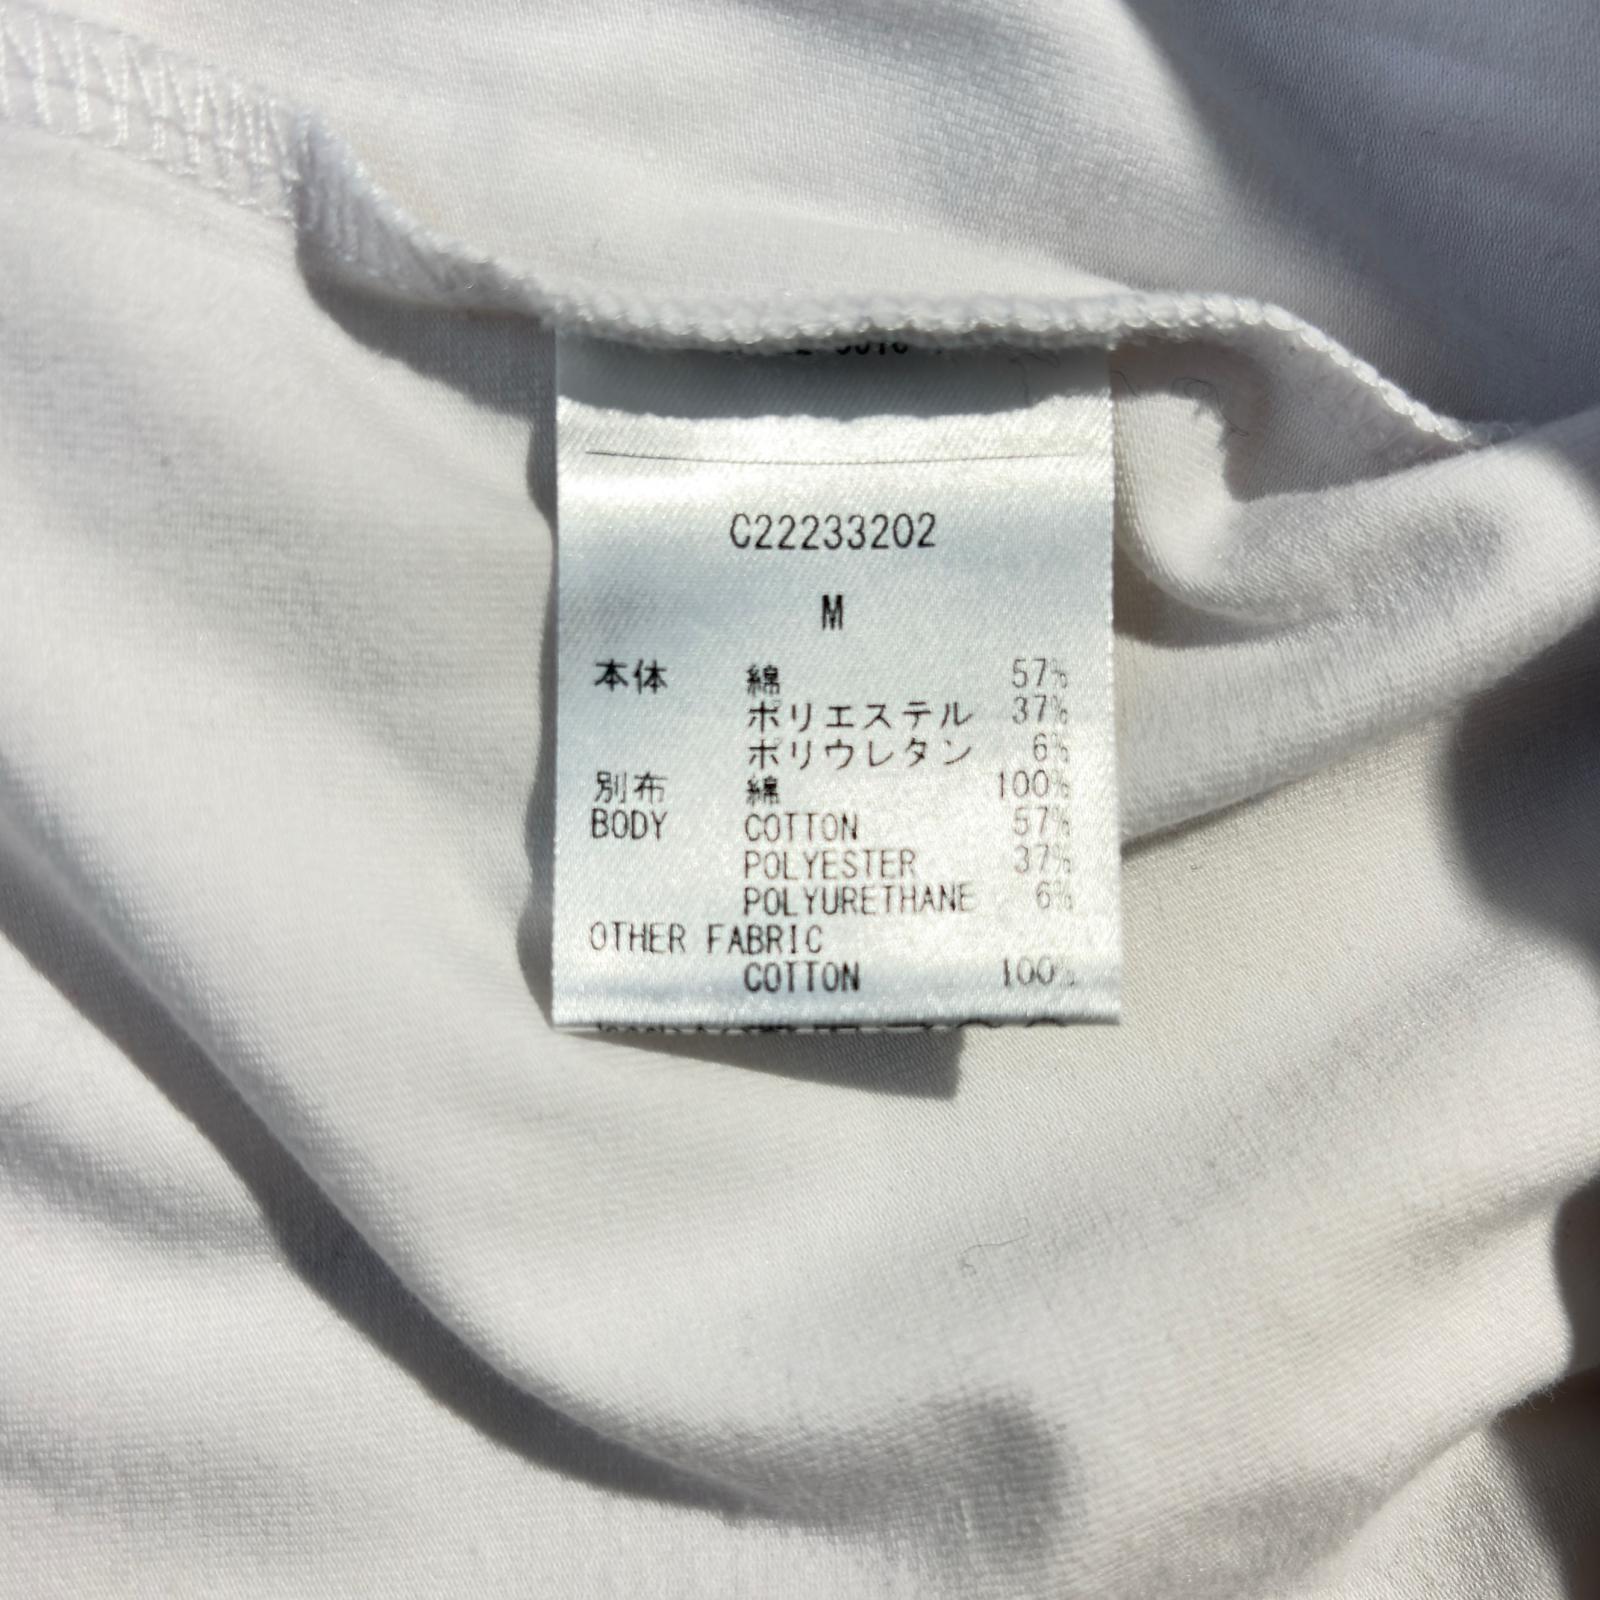 C22233202
M
本体 綿 57%
ポリエステル 37%
ポリウレタン 6%
別布 綿 100%
BODY COTTON 57%
POLYESTER 37%
POLYURETHANE 6%
OTHER FABRIC
COTTON 100%